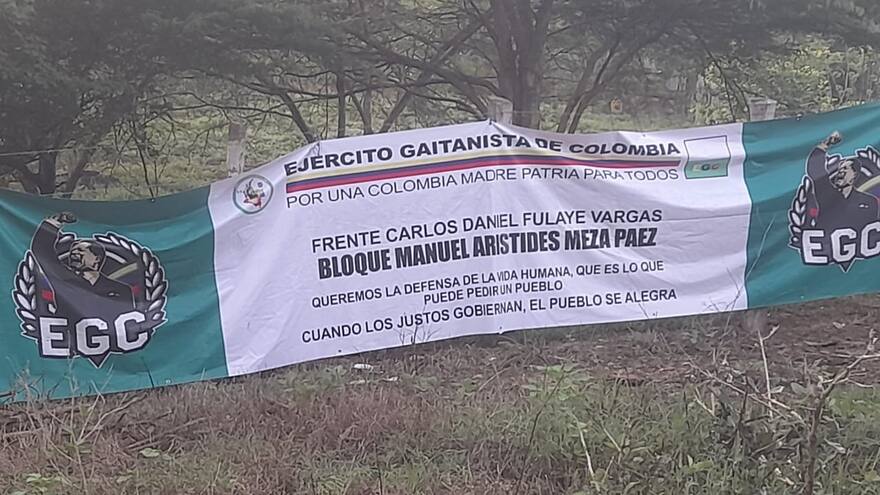 EJÉRCITO GAITANISTA DE COLOMBIA
EGC
POR UNA COLOMBIA MADRE PATRIA PARA TODOS
FRENTE CARLOS DANIEL FULAYE VARGAS
BLOQUE MANUEL ARISTIDES MEZA PAEZ
QUEREMOS LA DEFENSA DE LA VIDA HUMANA, QUE ES LO QUE
PUEDE PEDIR UN PUEBLO
CUANDO LOS JUSTOS GOBIERNAN, EL PUEBLO SE ALEGRA
EGC
EGC